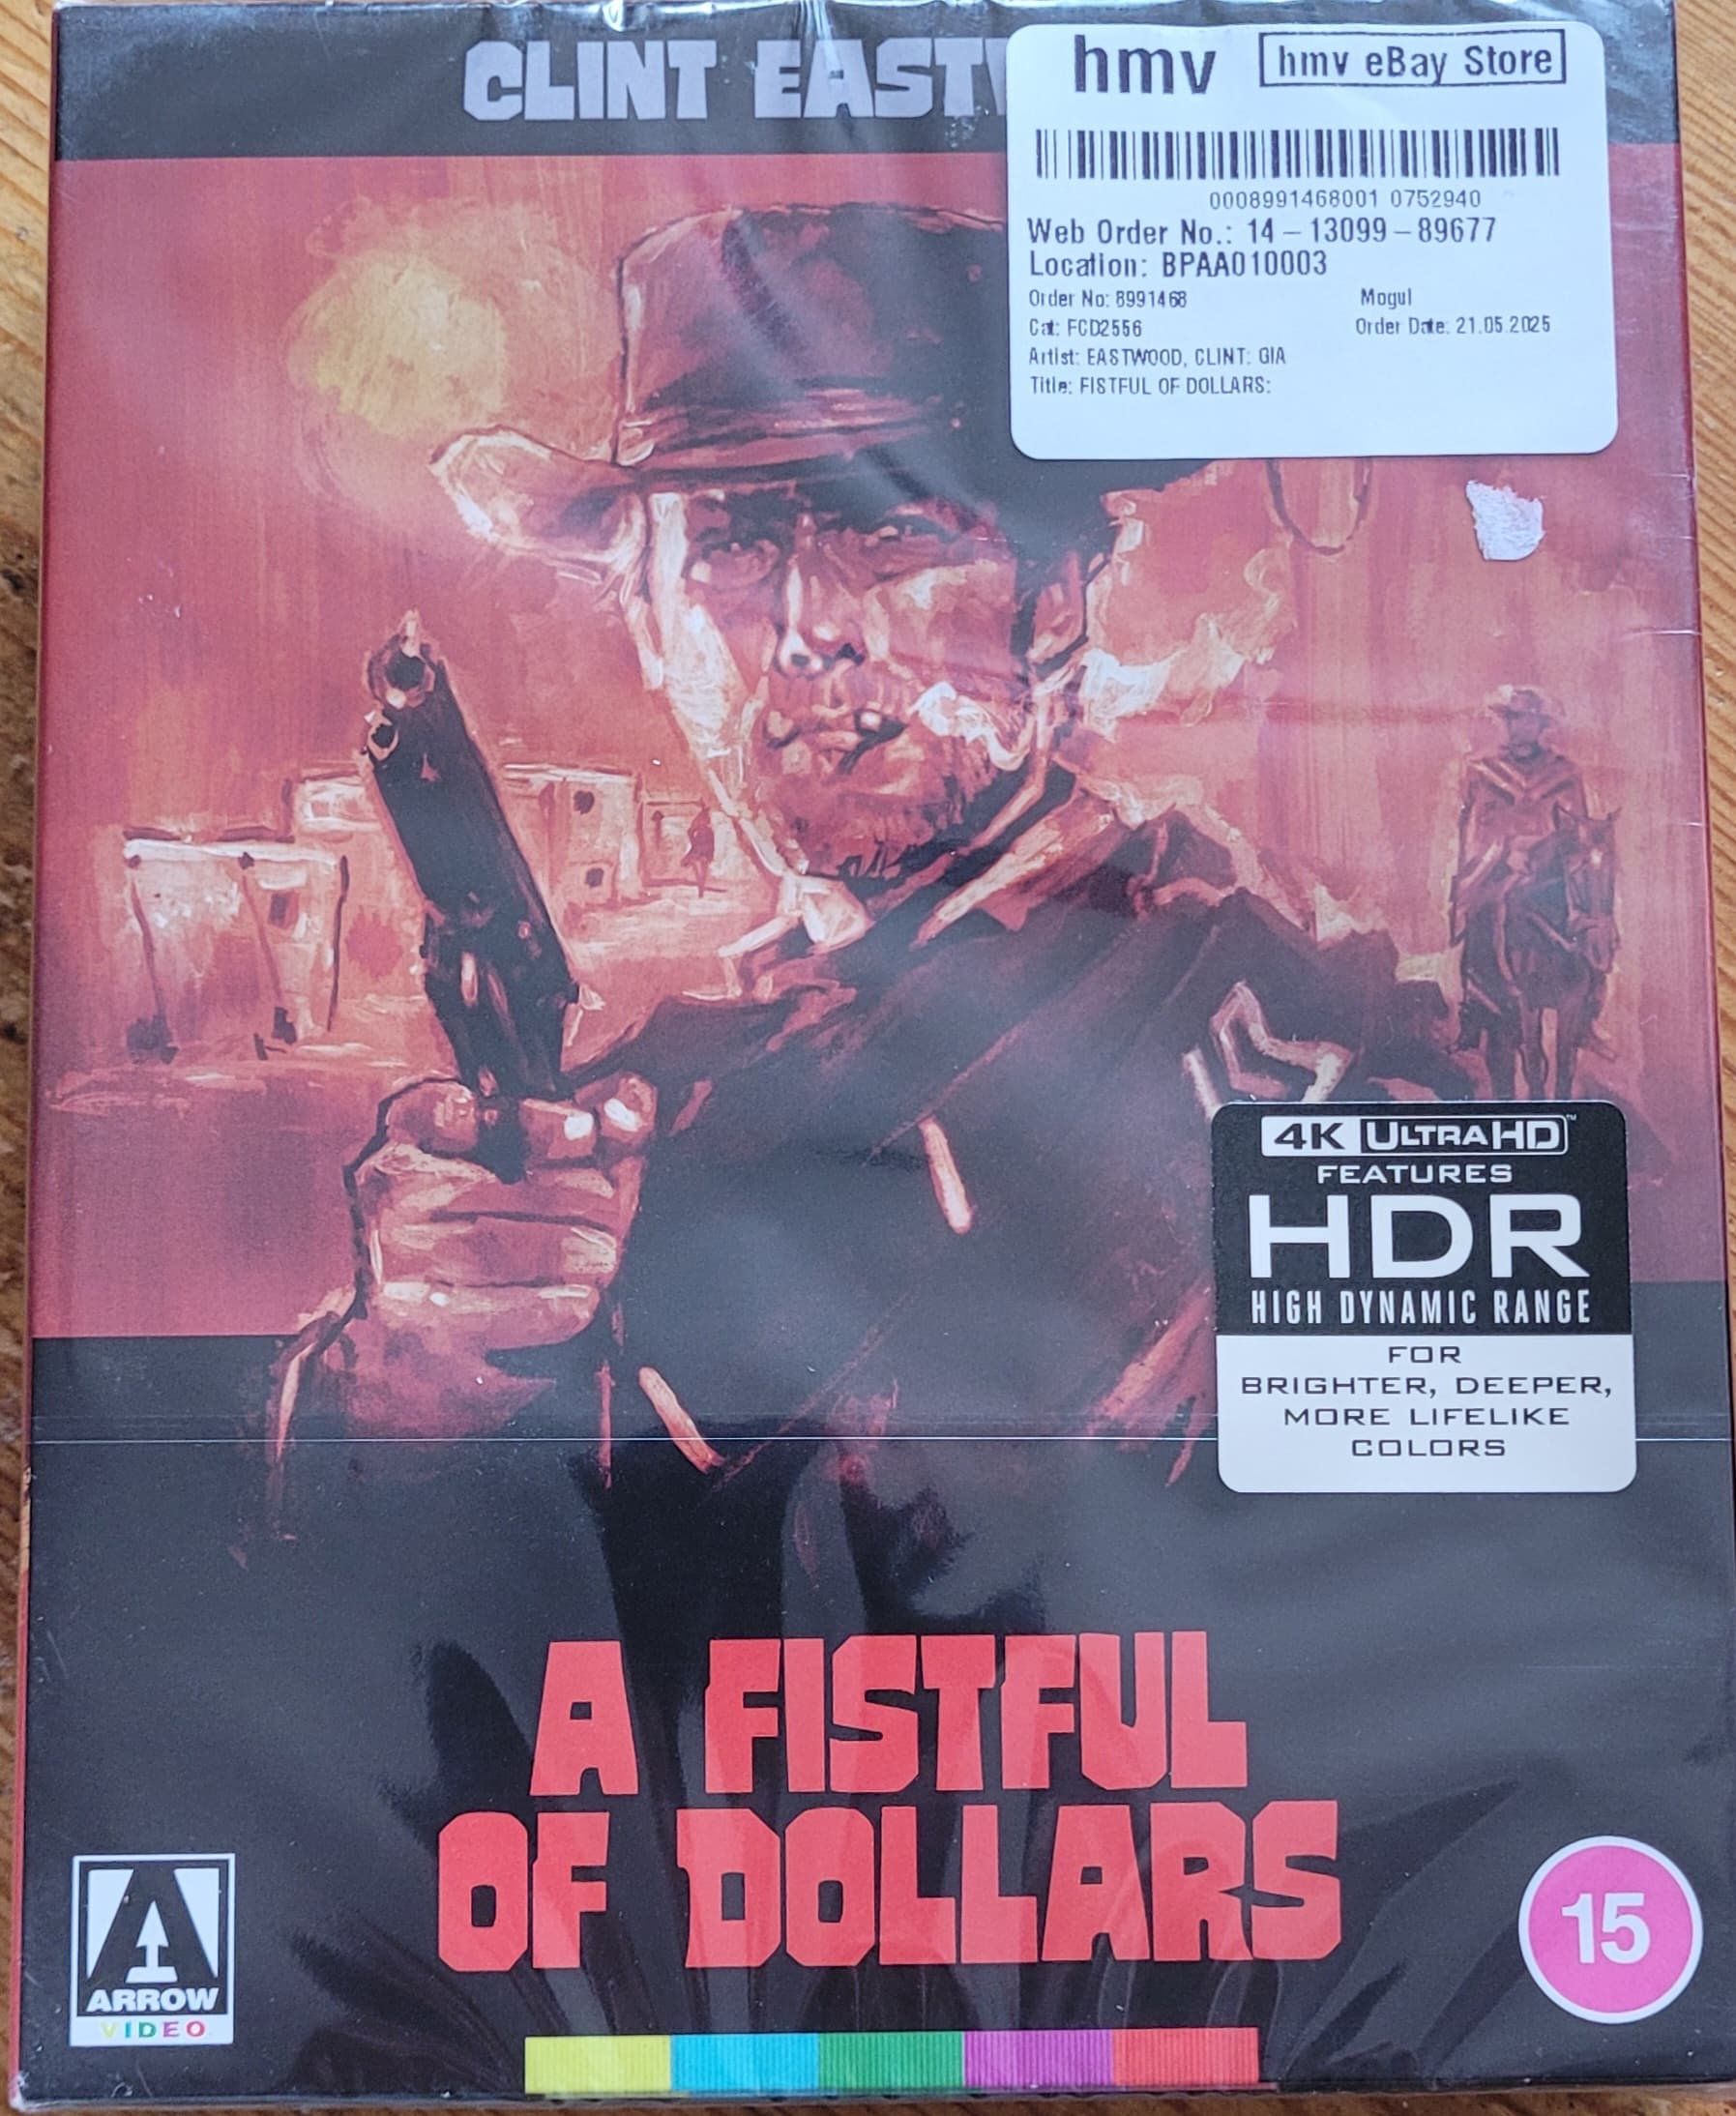 CLINT EASTW
hmv hmv eBay Store
0008991468001 0752940
Web Order No.: 14-13099-89677
Location: BPAA010003
Order No: 8991468 Mogul
Cat: FCD2556 Order Date: 21.05.2025
Artist: EASTWOOD, CLINT: GIA
Title: FISTFUL OF DOLLARS:
4K ULTRA HD™
FEATURES
HDR
HIGH DYNAMIC RANGE
FOR
BRIGHTER, DEEPER,
MORE LIFELIKE
COLORS
A FISTFUL
OF DOLLARS
A
ARROW
VIDEO
15